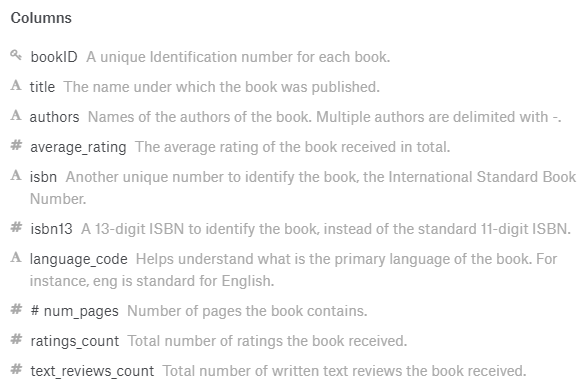 Columns
bookID A unique Identification number for each book.
A title The name under which the book was published.
A authors Names of the authors of the book. Multiple authors are delimited with -.
# average_rating The average rating of the book received in total.
A isbn Another unique number to identify the book, the International Standard Book
Number.
# isbn13 A 13-digit ISBN to identify the book, instead of the standard 11-digit ISBN.
A language_code Helps understand what is the primary language of the book. For
instance, eng is standard for English.
# # num_pages Number of pages the book contains.
# ratings_count Total number of ratings the book received.
# text_reviews_count Total number of written text reviews the book received.